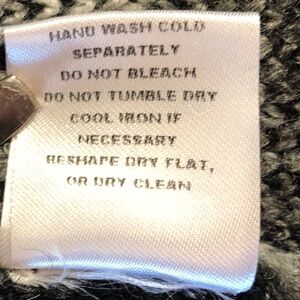 HAND WASH COLD
SEPARATELY
DO NOT BLEACH
DO NOT TUMBLE DRY
COOL IRON IF
NECESSARY
RESHAPE DRY FLAT,
OR DRY CLEAN